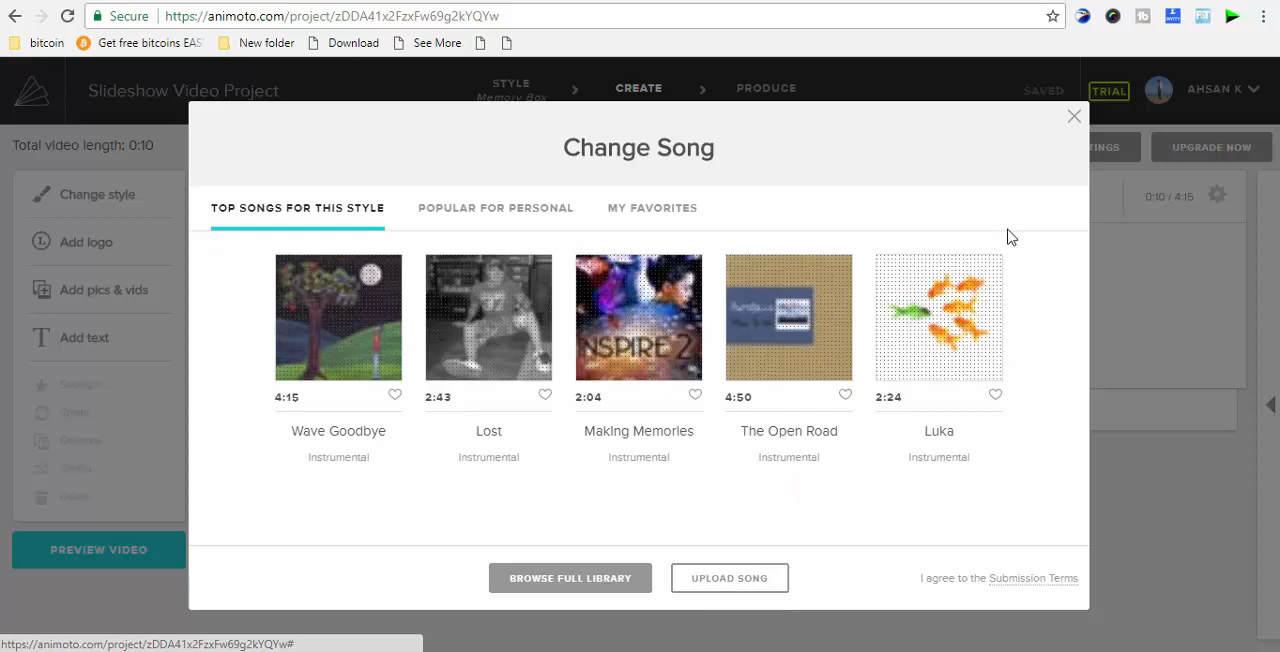 Secure https://animoto.com/project/zDDA41x2FzxFw69g2kYQYw
bitcoin Get free bitcoins EAS New folder Download See More
Slideshow Video Project STYLE Memory Box CREATE PRODUCE SAVED TRIAL AHSAN K
Total video length: 0:10 TINGS UPGRADE NOW
Change Song
Change style
Add logo
Add pics & vids
Add text
PREVIEW VIDEO
0:10 / 4:15
TOP SONGS FOR THIS STYLE POPULAR FOR PERSONAL MY FAVORITES
NSPIRE 2
4:15 2:43 2:04 4:50 2:24
Wave Goodbye Lost Making Memories The Open Road Luka
Instrumental Instrumental Instrumental Instrumental Instrumental
BROWSE FULL LIBRARY UPLOAD SONG I agree to the Submission Terms
https://animoto.com/project/zDDA41x2FzxFw69g2kYQYw#